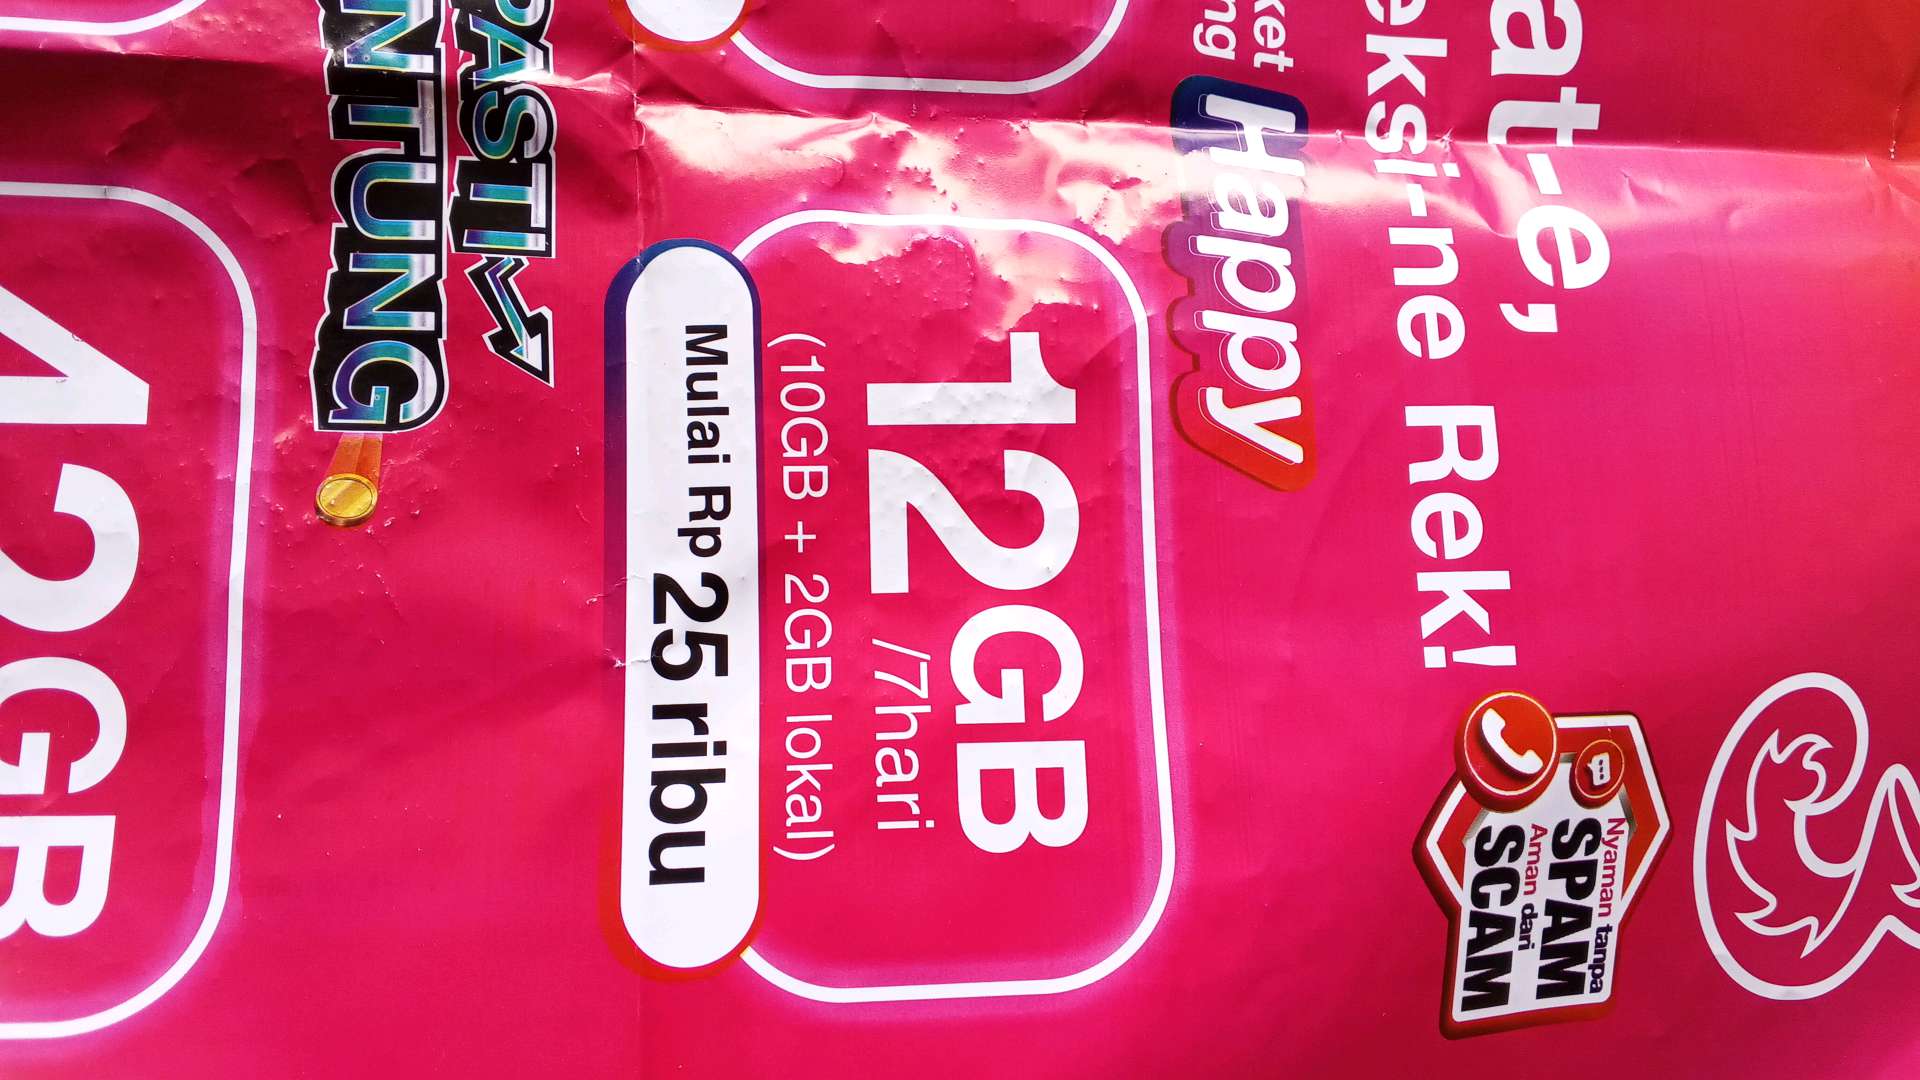 at-e,
eksi-ne Rek!
ket
ng
Happy
Nyaman tanpa
SPAM
Aman dari
SCAM
12GB
/7hari
(10GB + 2GB lokal)
Mulai Rp 25 ribu
PASTI
NTUNG
42GB